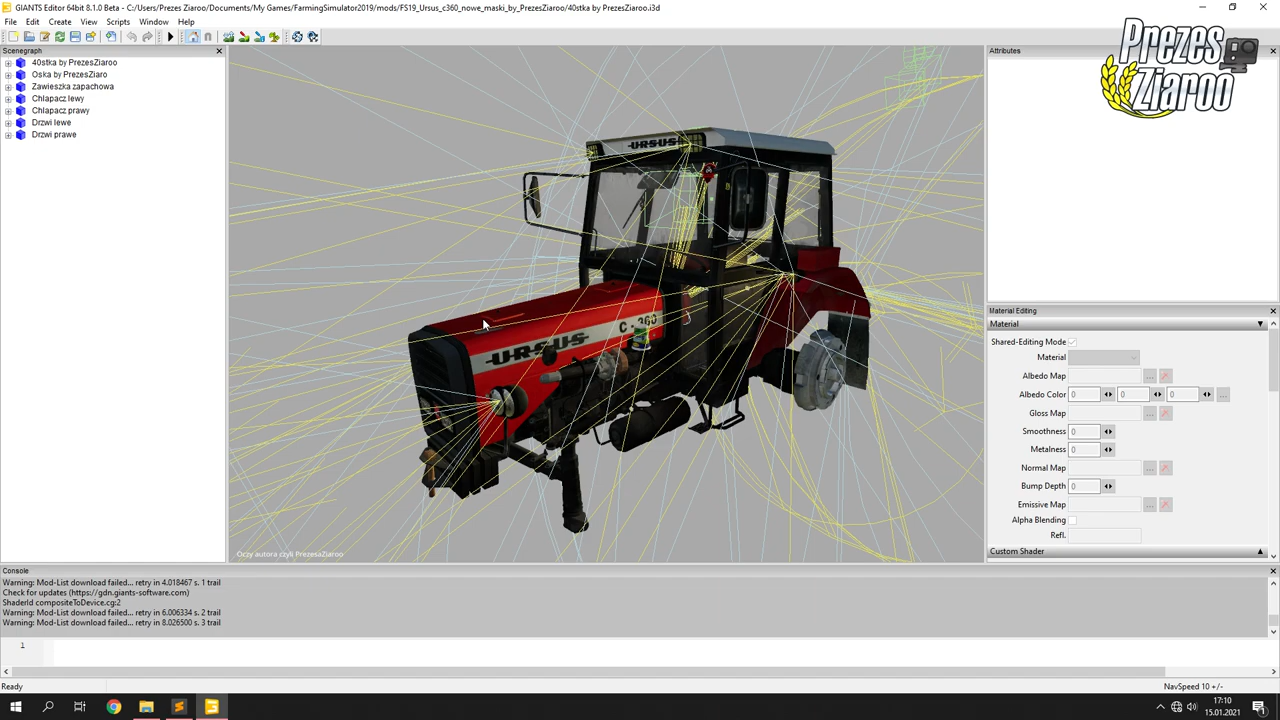 GIANTS Editor 64bit 8.1.0 Beta - C:/Users/Prezes Ziaroo/Documents/My Games/FarmingSimulator2019/mods/FS19_Ursus_c360_nowe_maski_by_PrezesZiaroo/40stka by PrezesZiaroo.i3d
File Edit Create View Scripts Window Help
Scenegraph
40stka by PrezesZiaroo
Oska by PrezesZiaro
Zawieszka zapachowa
Chlapacz lewy
Chlapacz prawy
Drzwi lewe
Drzwi prawe
URSUS
C - 360
URSUS
Oczy autora czyli PrezesaZiaroo
Attributes
Prezes
Ziaroo
Material Editing
Material
Shared-Editing Mode
Material
Albedo Map
Albedo Color 0 0 0
Gloss Map
Smoothness 0
Metalness 0
Normal Map
Bump Depth 0
Emissive Map
Alpha Blending
Refl.
Custom Shader
Console
Warning: Mod-List download failed... retry in 4.018467 s. 1 trail
Check for updates (https://gdn.giants-software.com)
ShaderId compositeToDevice.cg:2
Warning: Mod-List download failed... retry in 6.006334 s. 2 trail
Warning: Mod-List download failed... retry in 8.026500 s. 3 trail
1
Ready
NavSpeed 10 +/-
17:10
15.01.2021